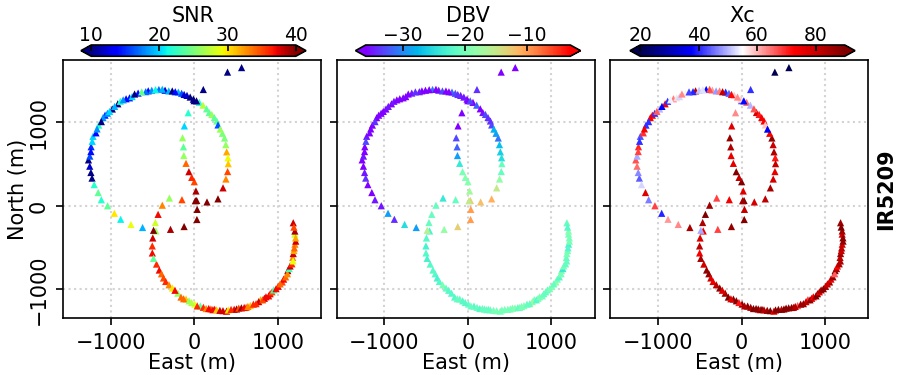 SNR DBV Xc
10 20 30 40 −30 −20 −10 20 40 60 80
1000
0
−1000
North (m)
IR5209
−1000 0 1000 −1000 0 1000 −1000 0 1000
East (m) East (m) East (m)